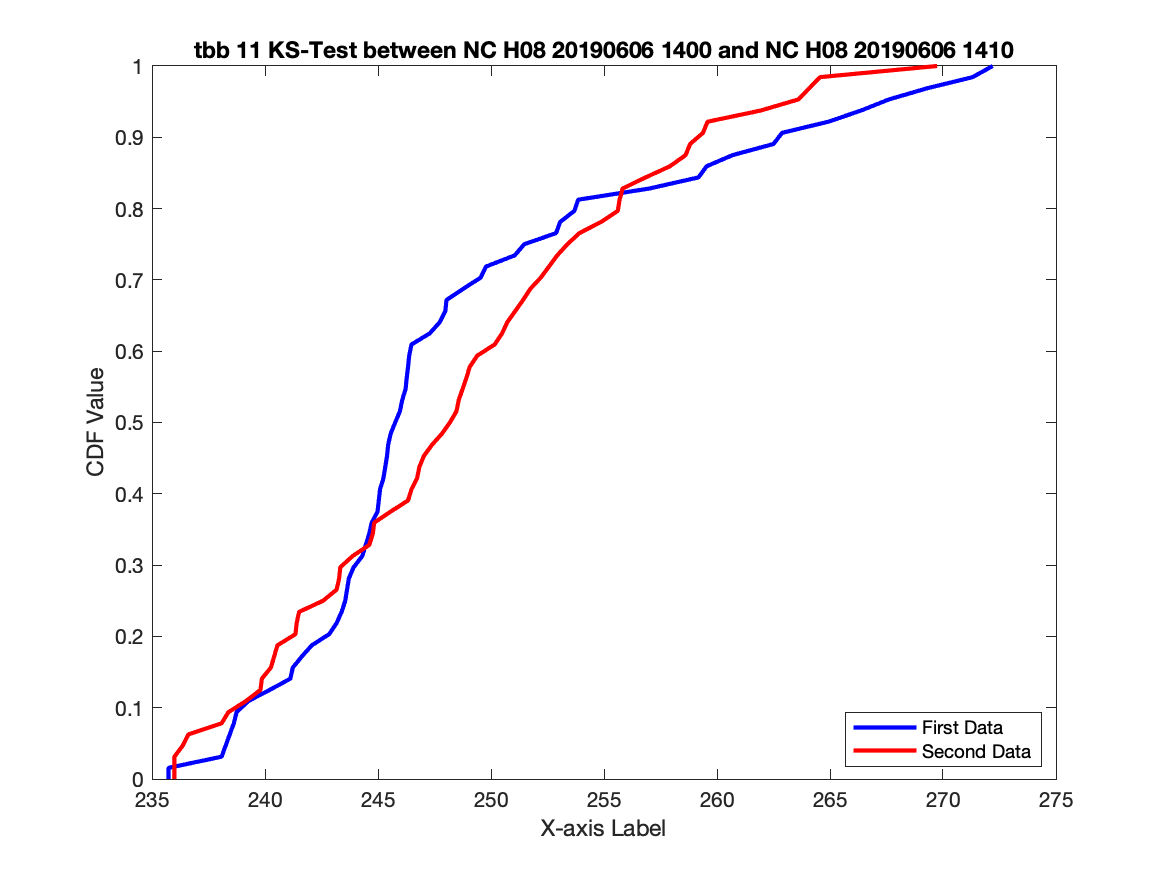 tbb 11 KS-Test between NC H08 20190606 1400 and NC H08 20190606 1410
1
0.9
0.8
0.7
0.6
0.5
0.4
0.3
0.2
0.1
0
CDF Value
First Data
Second Data
235 240 245 250 255 260 265 270 275
X-axis Label